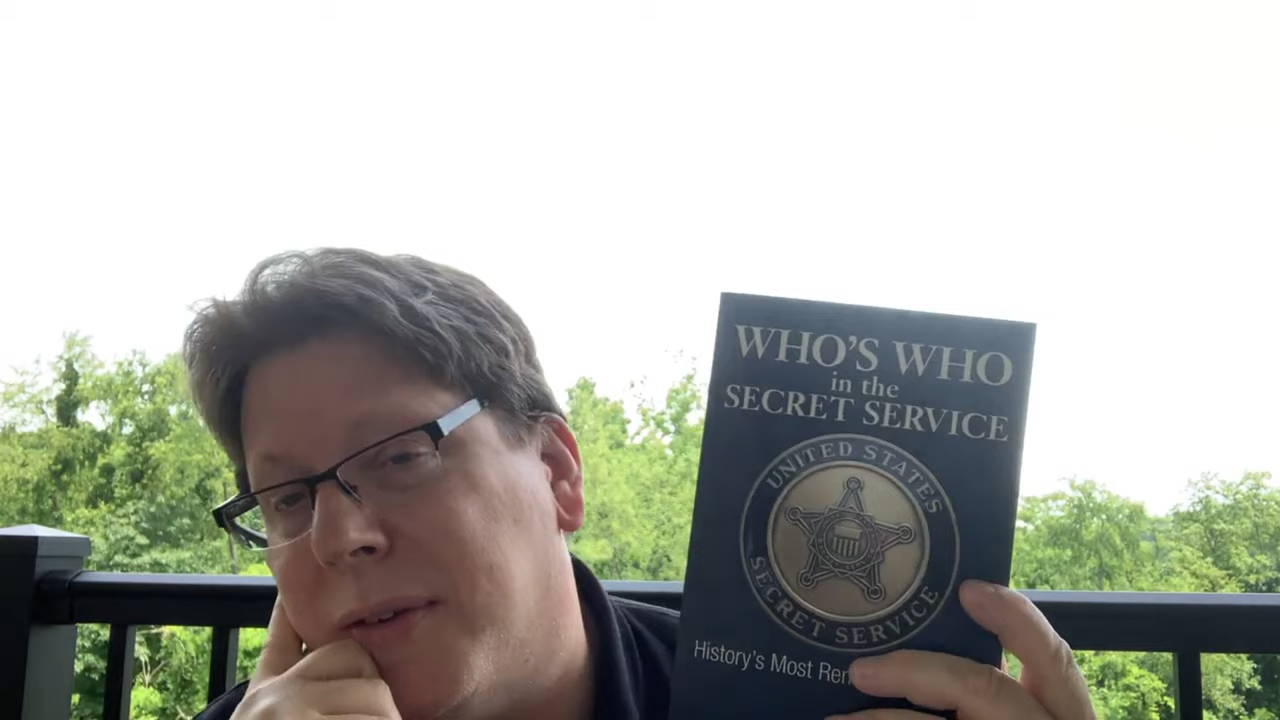 WHO'S WHO
in the
SECRET SERVICE
UNITED STATES
SECRET SERVICE
History's Most